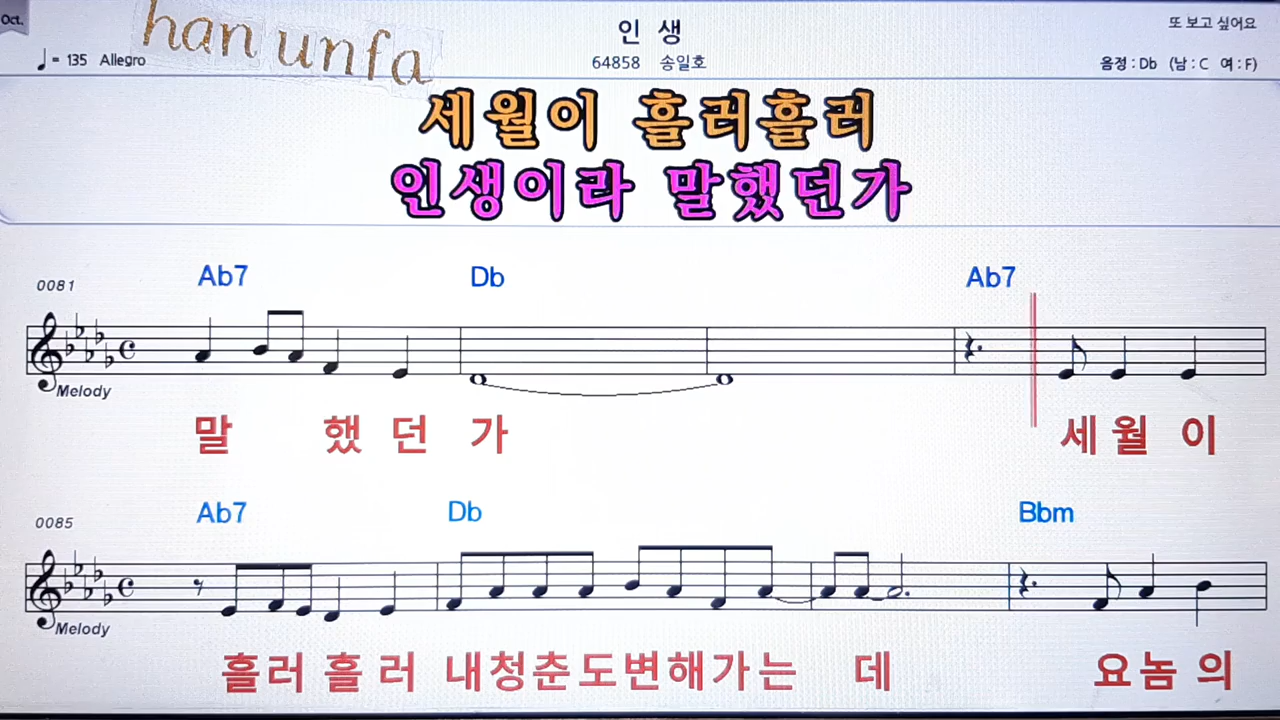 Oct.
han unfa
인 생
또 보고 싶어요
♩= 135 Allegro
64858 송일호
음정 : Db (남 : C 여 : F)
세월이 흘러흘러
인생이라 말했던가
Ab7 Db Ab7
0081
Melody
말 했 던 가 세 월 이
Ab7 Db Bbm
0085
Melody
흘러 흘 러 내청춘도변해가는 데 요놈 의